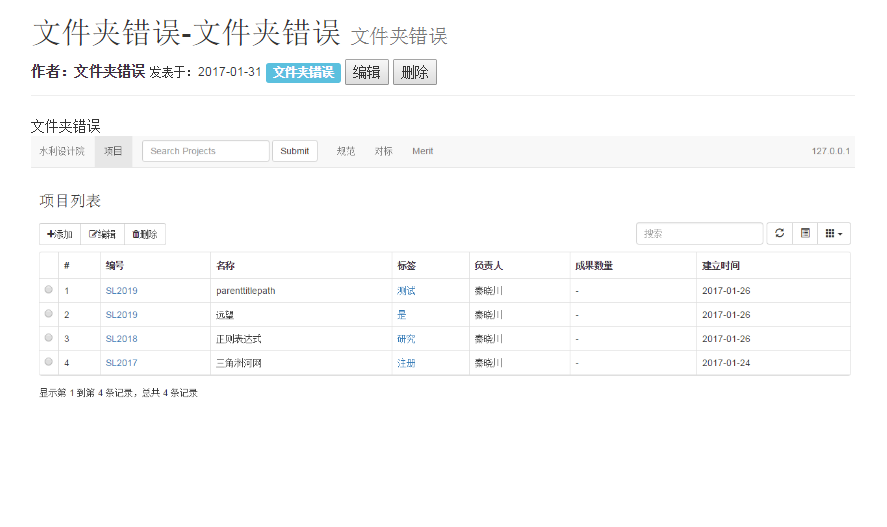 文件夹错误-文件夹错误 文件夹错误
作者：文件夹错误 发表于：2017-01-31 文件夹错误 编辑 删除
文件夹错误
水利设计院 项目 Search Projects Submit 规范 对标 Merit 127.0.0.1
项目列表
添加 编辑 删除 搜索
# 编号 名称 标签 负责人 成果数量 建立时间
1 SL2019 parenttitlepath 测试 秦晓川 - 2017-01-26
2 SL2019 远望 是 秦晓川 - 2017-01-26
3 SL2018 正则表达式 研究 秦晓川 - 2017-01-26
4 SL2017 三角洲河网 注册 秦晓川 - 2017-01-24
显示第 1 到第 4 条记录，总共 4 条记录